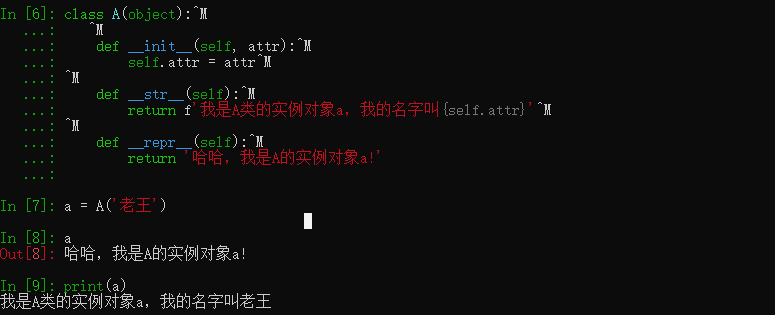 In [6]: class A(object):^M
   ...:    ^M
   ...:     def __init__(self, attr):^M
   ...:         self.attr = attr^M
   ...: ^M
   ...:     def __str__(self):^M
   ...:         return f'我是A类的实例对象a，我的名字叫{self.attr}'^M
   ...: ^M
   ...:     def __repr__(self):^M
   ...:         return '哈哈，我是A的实例对象a!'
   ...:
In [7]: a = A('老王')
In [8]: a
Out[8]: 哈哈，我是A的实例对象a!
In [9]: print(a)
我是A类的实例对象a，我的名字叫老王